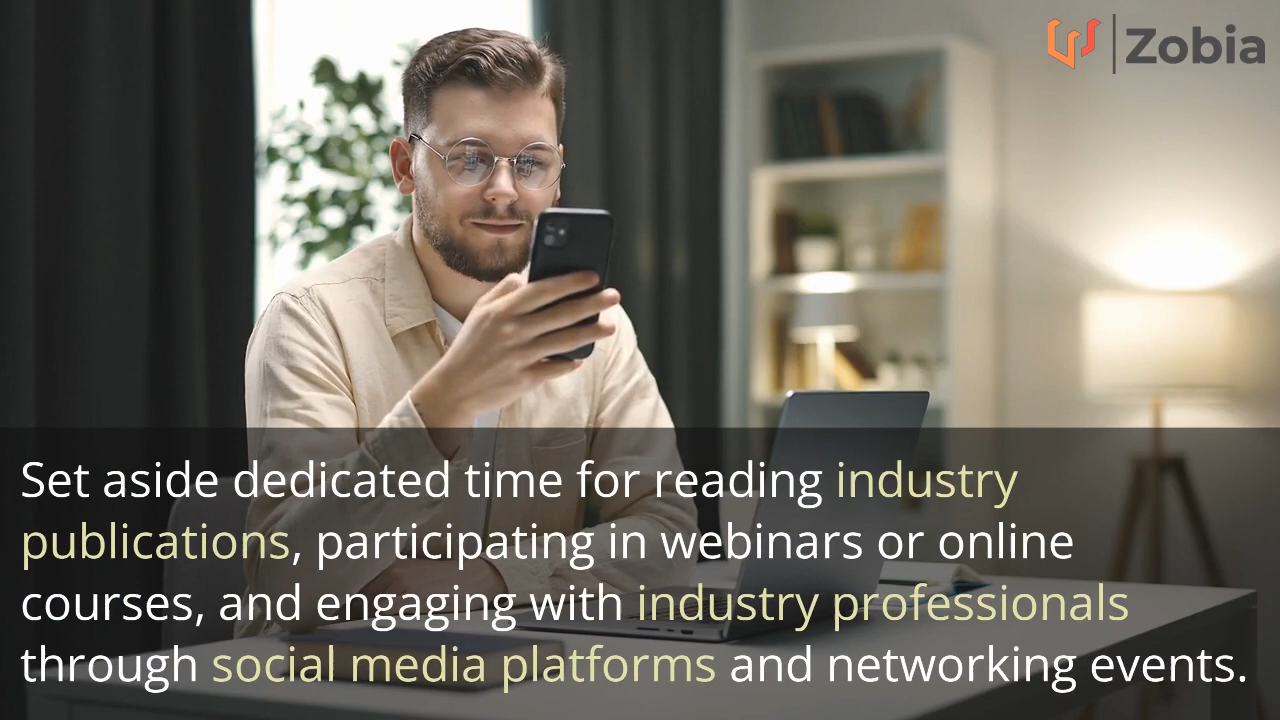 Zobia
Set aside dedicated time for reading industry
publications, participating in webinars or online
courses, and engaging with industry professionals
through social media platforms and networking events.